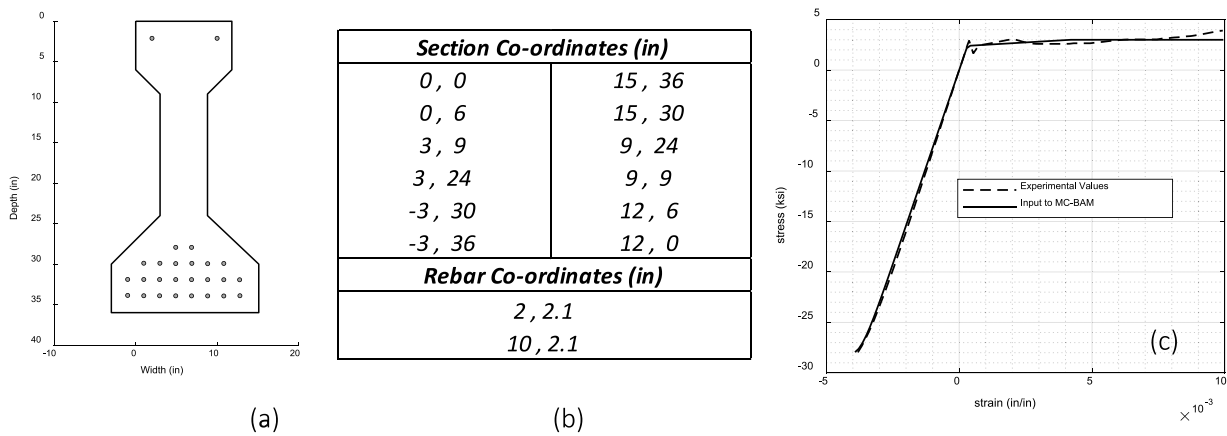 0
5
10
15
20
25
30
35
40
Depth (in)
-10 0 10 20
Width (in)
(a)
Section Co-ordinates (in)
0 , 0 15 , 36
0 , 6 15 , 30
3 , 9 9 , 24
3 , 24 9 , 9
-3 , 30 12 , 6
-3 , 36 12 , 0
Rebar Co-ordinates (in)
2 , 2.1
10 , 2.1
(b)
5
0
-5
-10
-15
-20
-25
-30
stress (ksi)
Experimental Values
Input to MC-BAM
(c)
-5 0 5 10
strain (in/in)
× 10⁻³